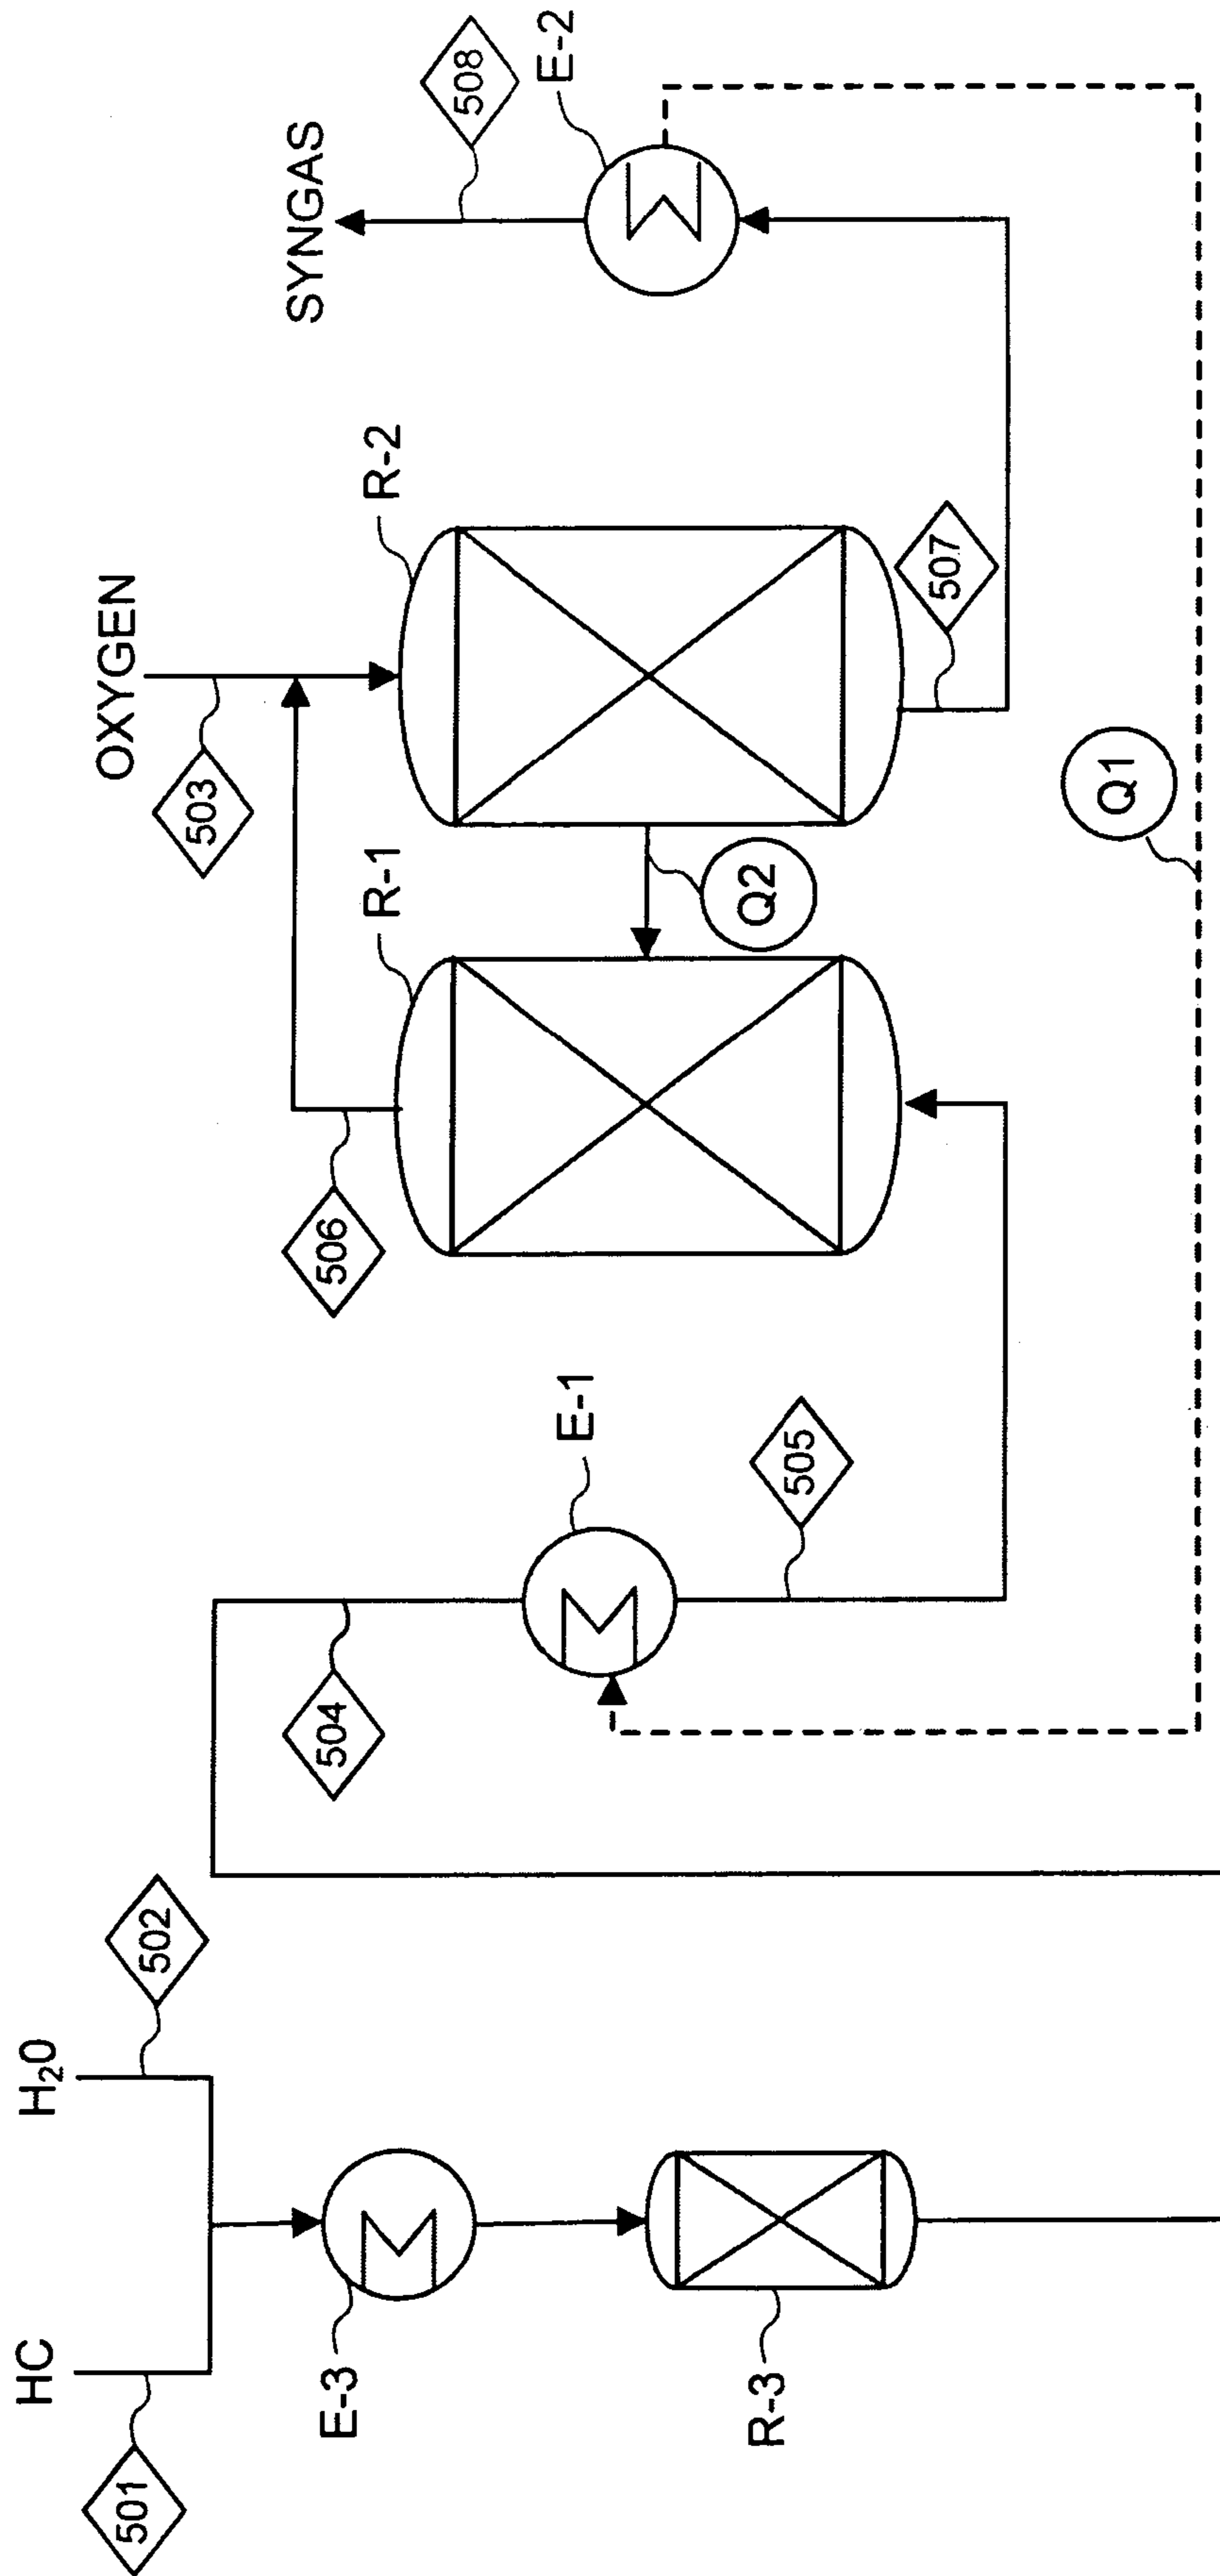 HC
501
H₂0
502
E-3
R-3
504
E-1
505
506
R-1
Q2
OXYGEN
503
R-2
507
Q1
SYNGAS
508
E-2